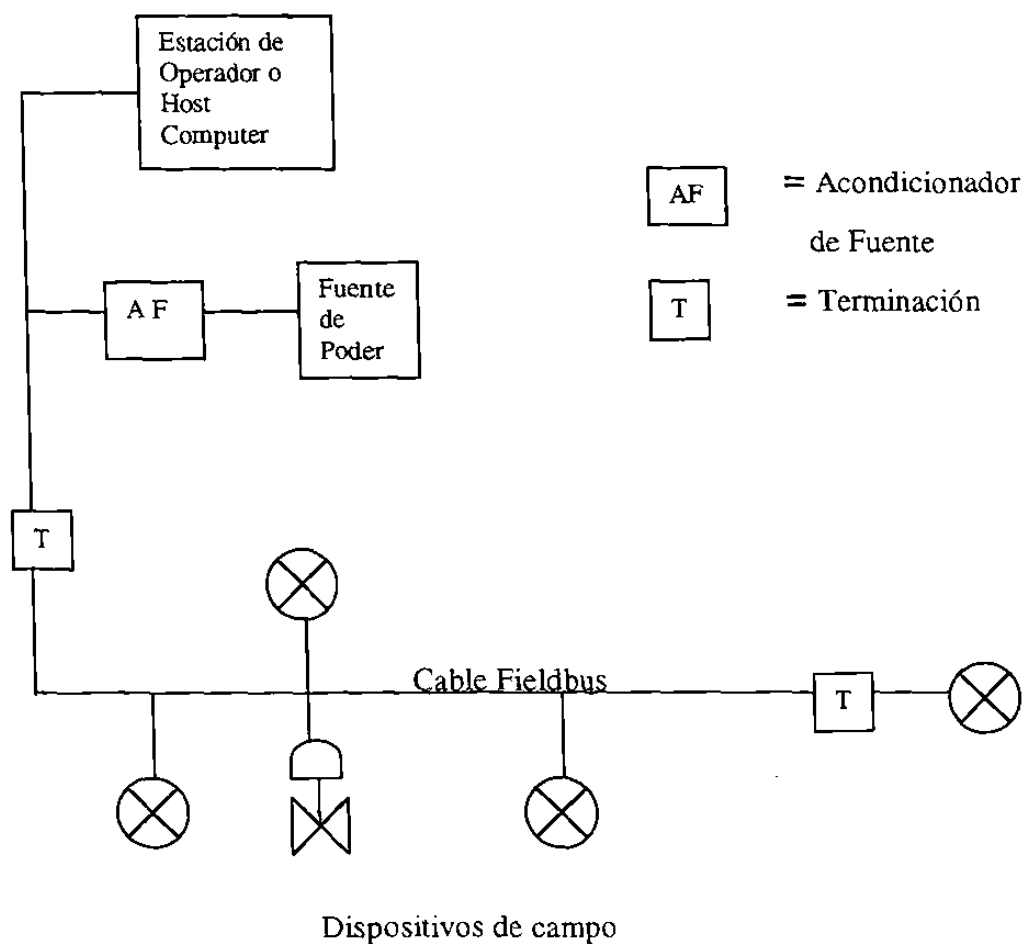 Estación de
Operador o
Host
Computer
AF
= Acondicionador
de Fuente
A F
Fuente
de
Poder
T
= Terminación
T
Cable Fieldbus
T
Dispositivos de campo